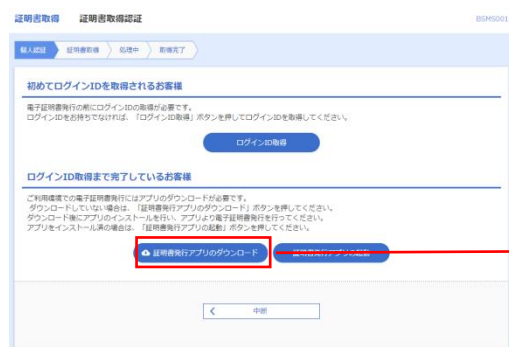 証明書取得 証明書取得認証
BSMS001
個人認証 証明書取得 処理中 取得完了
初めてログインIDを取得されるお客様
電子証明書発行の前にログインIDの取得が必要です。
ログインIDをお持ちでなければ、「ログインID取得」ボタンを押してログインIDを取得してください。
ログインID取得
ログインID取得まで完了しているお客様
ご利用環境での電子証明書発行にはアプリのダウンロードが必要です。
ダウンロードしていない場合は、「証明書発行アプリのダウンロード」ボタンを押してください。
ダウンロード後にアプリのインストールを行い、アプリより電子証明書発行を行ってください。
アプリをインストール済の場合は、「証明書発行アプリの起動」ボタンを押してください。
証明書発行アプリのダウンロード 証明書発行アプリの起動
中断